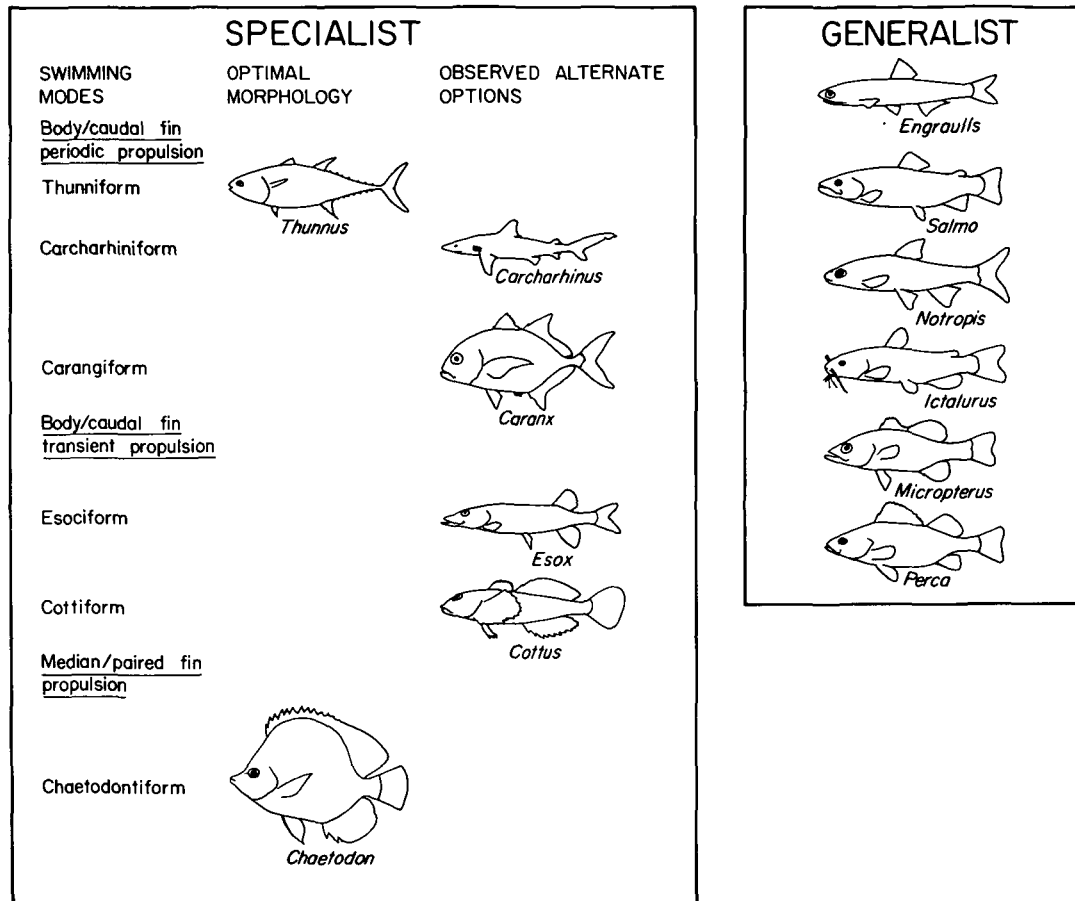 SPECIALIST
SWIMMING
MODES
OPTIMAL
MORPHOLOGY
OBSERVED ALTERNATE
OPTIONS
Body/caudal fin
periodic propulsion
Thunniform
Thunnus
Carcharhiniform
Carcharhinus
Carangiform
Caranx
Body/caudal fin
transient propulsion
Esociform
Esox
Cottiform
Cottus
Median/paired fin
propulsion
Chaetodontiform
Chaetodon
GENERALIST
Engraulls
Salmo
Notropis
Ictalurus
Micropterus
Perca